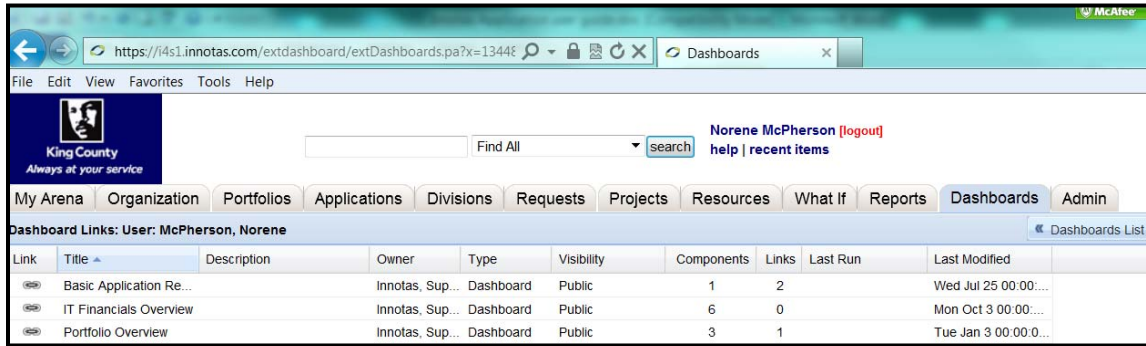 McAfee
https://i4s1.innotas.com/extdashboard/extDashboards.pa?x=13448 Dashboards
File Edit View Favorites Tools Help
King County
Always at your service
Find All search
Norene McPherson [logout]
help | recent items
My Arena Organization Portfolios Applications Divisions Requests Projects Resources What If Reports Dashboards Admin
Dashboard Links: User: McPherson, Norene « Dashboards List
Link Title Description Owner Type Visibility Components Links Last Run Last Modified
Basic Application Re... Innotas, Sup... Dashboard Public 1 2 Wed Jul 25 00:00:...
IT Financials Overview Innotas, Sup... Dashboard Public 6 0 Mon Oct 3 00:00:...
Portfolio Overview Innotas, Sup... Dashboard Public 3 1 Tue Jan 3 00:00:0...